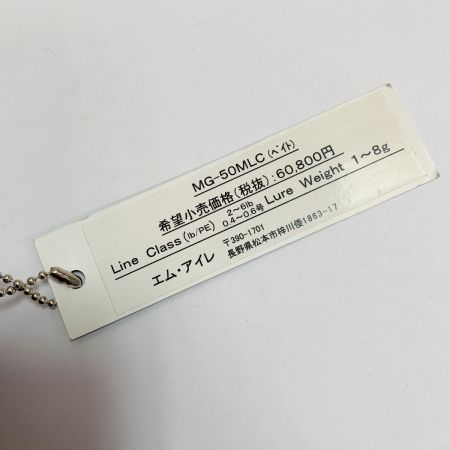 MG-50MLC(ベイト)
希望小売価格(税抜):60,800円
Line Class(lb/PE) 2~6lb 0.4~0.6号 Lure Weight 1~8g
エム・アイレ 〒390-1701
長野県松本市梓川倭1963-17